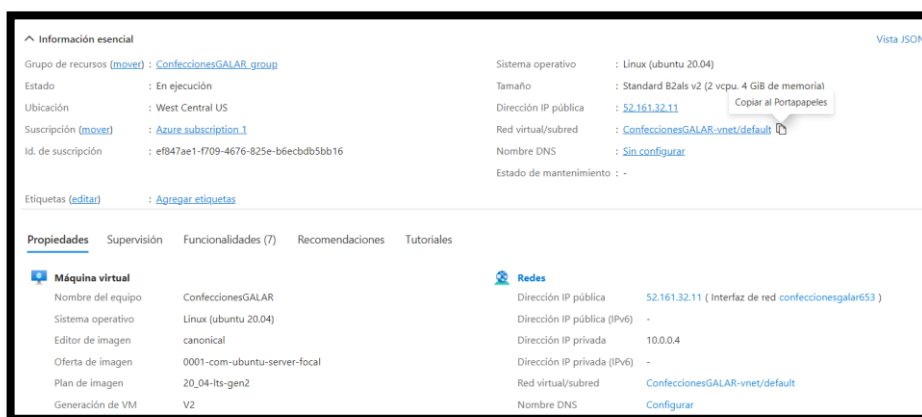 Información esencial
Vista JSON
Grupo de recursos (mover) : ConfeccionesGALAR_group
Estado : En ejecución
Ubicación : West Central US
Suscripción (mover) : Azure subscription 1
Id. de suscripción : ef847ae1-f709-4676-825e-b6ecbdb5bb16
Sistema operativo : Linux (ubuntu 20.04)
Tamaño : Standard B2als v2 (2 vcpu, 4 GiB de memoria)
Copiar al Portapapeles
Dirección IP pública : 52.161.32.11
Red virtual/subred : ConfeccionesGALAR-vnet/default
Nombre DNS : Sin configurar
Estado de mantenimiento : -
Etiquetas (editar) : Agregar etiquetas
Propiedades Supervisión Funcionalidades (7) Recomendaciones Tutoriales
Máquina virtual
Nombre del equipo ConfeccionesGALAR
Sistema operativo Linux (ubuntu 20.04)
Editor de imagen canonical
Oferta de imagen 0001-com-ubuntu-server-focal
Plan de imagen 20_04-lts-gen2
Generación de VM V2
Redes
Dirección IP pública 52.161.32.11 ( Interfaz de red confeccionesgalar653 )
Dirección IP pública (IPv6) -
Dirección IP privada 10.0.0.4
Dirección IP privada (IPv6) -
Red virtual/subred ConfeccionesGALAR-vnet/default
Nombre DNS Configurar